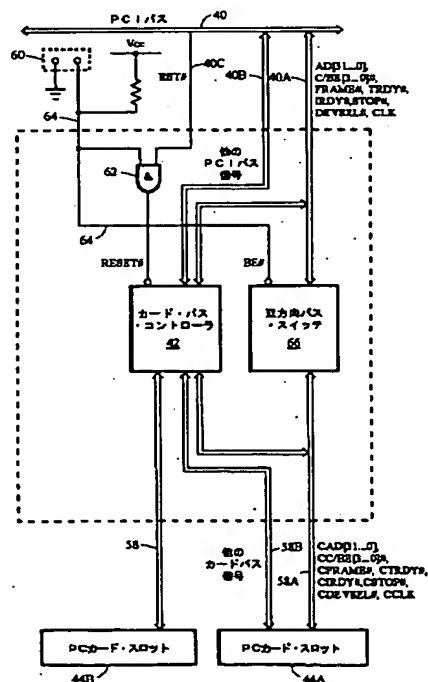 PCIバス
40
60
Vcc
RST#
40C
40B
40A
AD[31..0],
C/BE[3..0]#,
FRAME#, TRDY#,
IRDY#,STOP#,
DEVSEL#, CLK
64
62
&
他の
PCIバス
信号
64
RESET#
BE#
カード・バス
・コントローラ
42
双方向バス・
スイッチ
66
58
他の
カードバス
信号
58B
58A
CAD[31..0],
CC/BE[3..0]#,
CFRAME#, CTRDY#,
CIRDY#,CSTOP#,
CDEVSEL#, CCLK
PCカード・スロット
44B
PCカード・スロット
44A